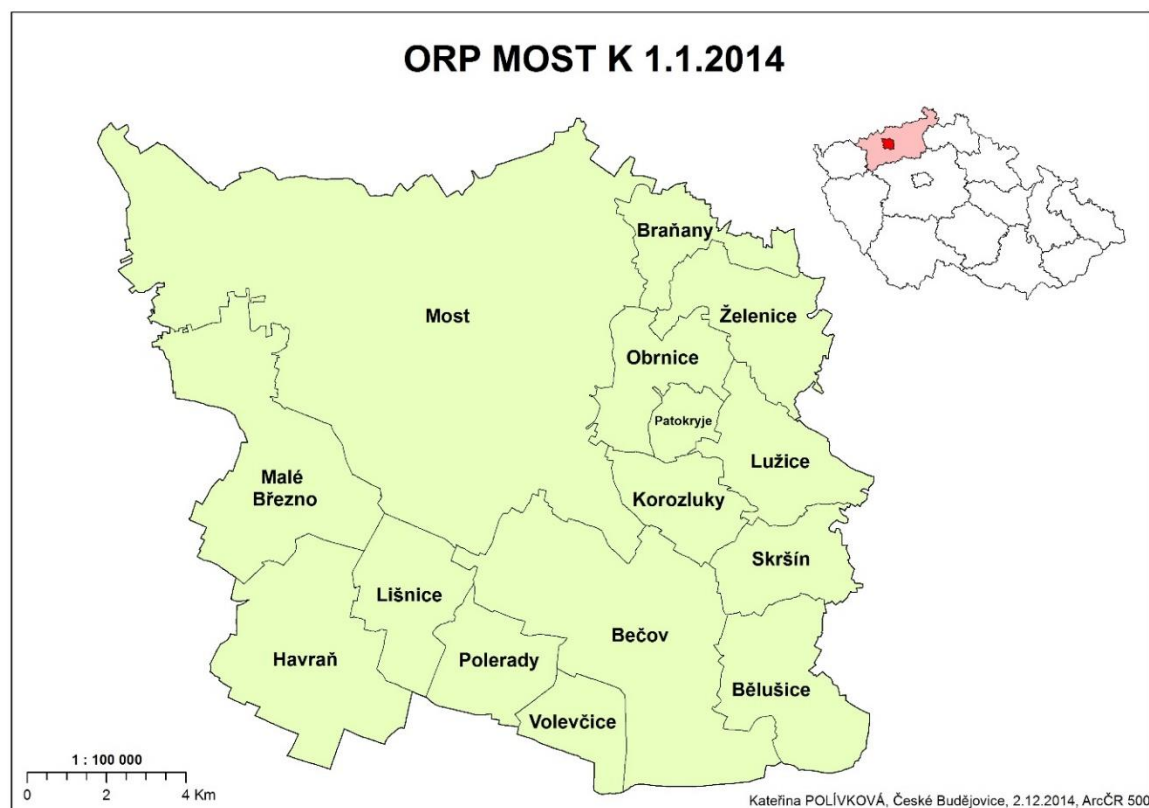 ORP MOST K 1.1.2014
Braňany
Most
Želenice
Obrnice
Patokryje
Lužice
Malé
Březno
Korozluky
Skršín
Lišnice
Bečov
Havraň
Polerady
Bělušice
Volevčice
1 : 100 000
0 2 4 Km
Kateřina POLÍVKOVÁ, České Budějovice, 2.12.2014, ArcČR 500